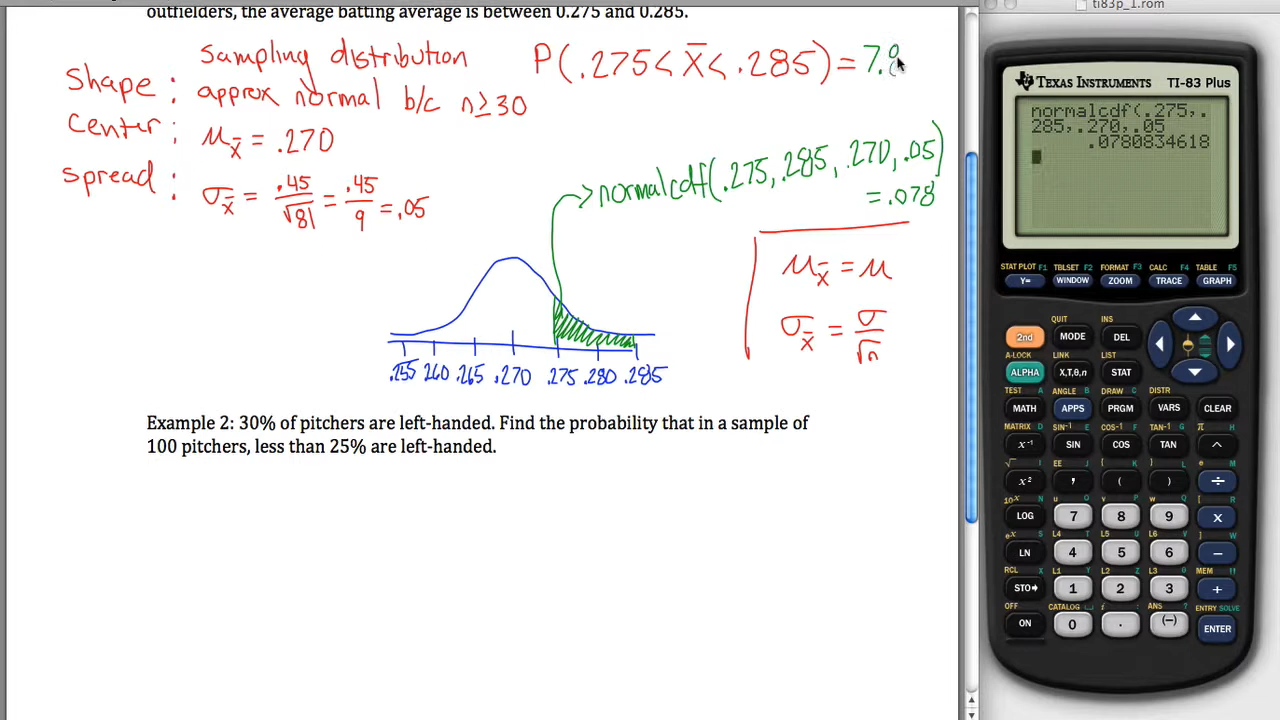 outfielders, the average batting average is between 0.275 and 0.285.
Sampling distribution
Shape: approx normal b/c n≥30
Center: μx̄ = .270
Spread: σx̄ = .45/√81 = .45/9 = .05
P(.275 < x̄ < .285) = 7.8
normalcdf(.275, .285, .270, .05)
= .078
μx̄ = μ
σx̄ = σ/√n
.255 .260 .265 .270 .275 .280 .285
Example 2: 30% of pitchers are left-handed. Find the probability that in a sample of
100 pitchers, less than 25% are left-handed.
ti83p_1.rom
TEXAS INSTRUMENTS TI-83 Plus
normalcdf(.275,.
285,.270,.05
.0780834618
STAT PLOT F1 TBLSET F2 FORMAT F3 CALC F4 TABLE F5
Y= WINDOW ZOOM TRACE GRAPH
QUIT INS
2nd MODE DEL
A-LOCK LINK LIST
ALPHA X,T,θ,n STAT
TEST A ANGLE B DRAW C DISTR
MATH APPS PRGM VARS CLEAR
MATRIX D SIN⁻¹ E COS⁻¹ F TAN⁻¹ G π H
x⁻¹ SIN COS TAN ^
√ I EE J { K } L e M
x² , ( ) ÷
10ˣ N u O v P w Q [ R
LOG 7 8 9 x
eˣ S L4 T L5 U L6 V ] W
LN 4 5 6 −
RCL X L1 Y L2 Z L3 θ MEM "
STO▸ 1 2 3 +
OFF CATALOG i : ANS ? ENTRY SOLVE
ON 0 . (−) ENTER